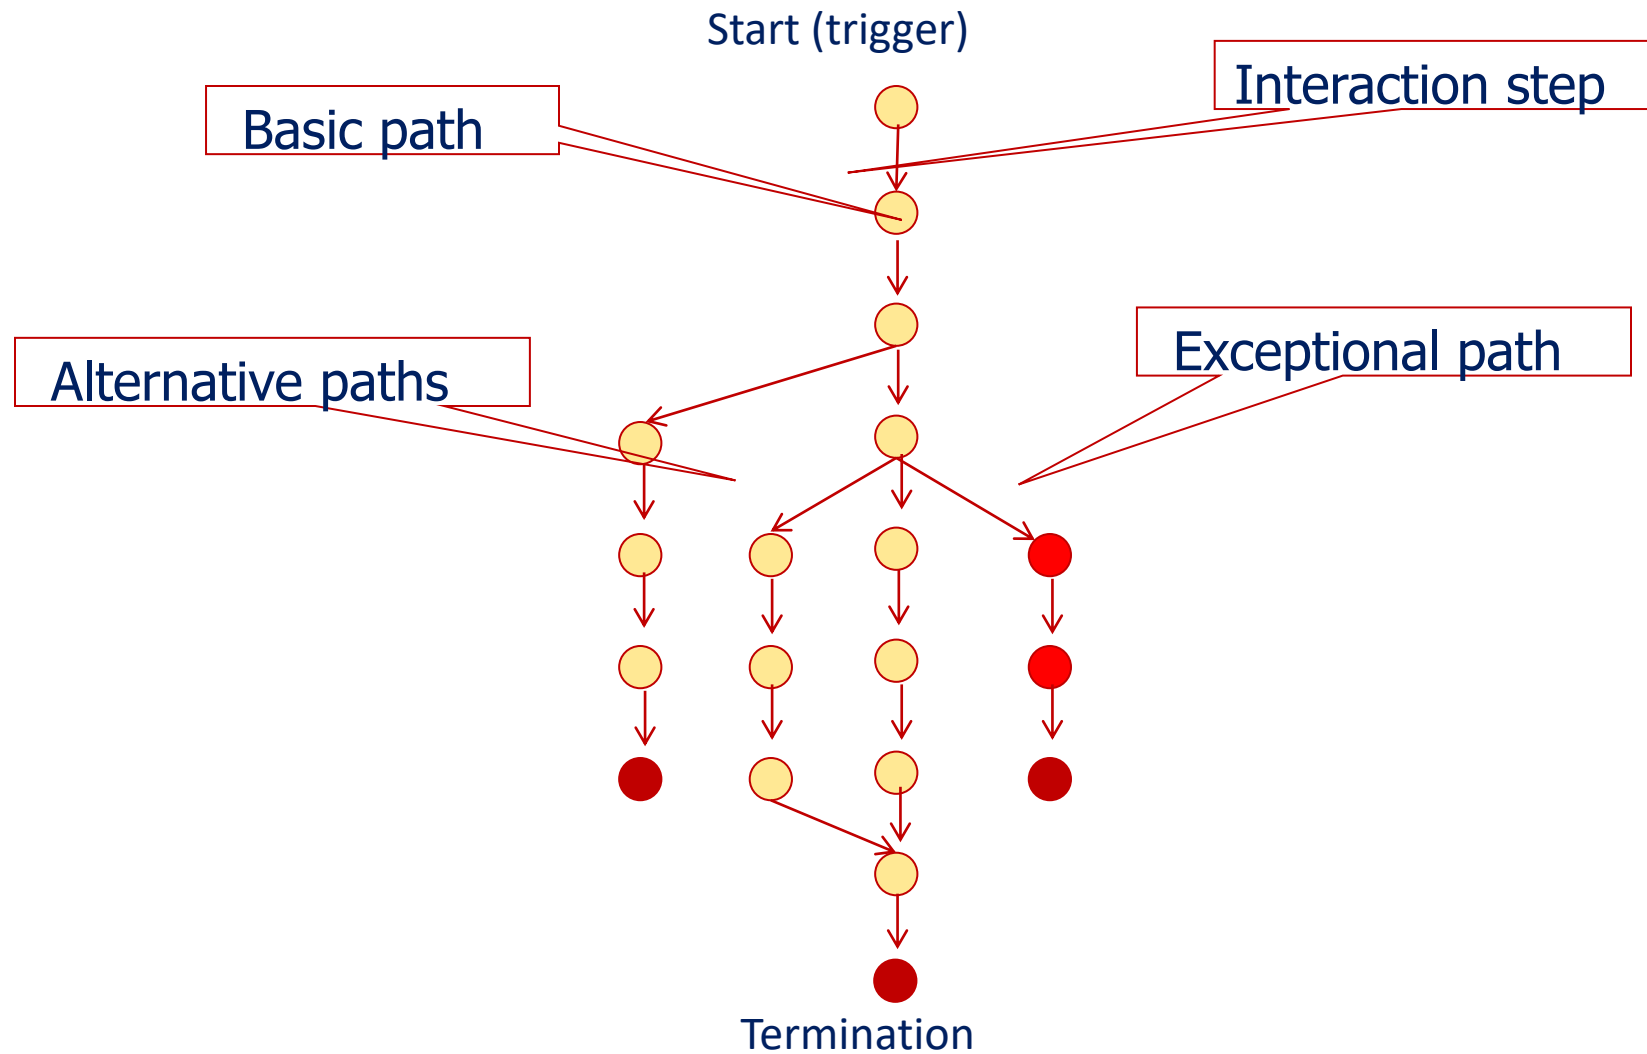 Start (trigger)
Interaction step
Basic path
Exceptional path
Alternative paths
Termination